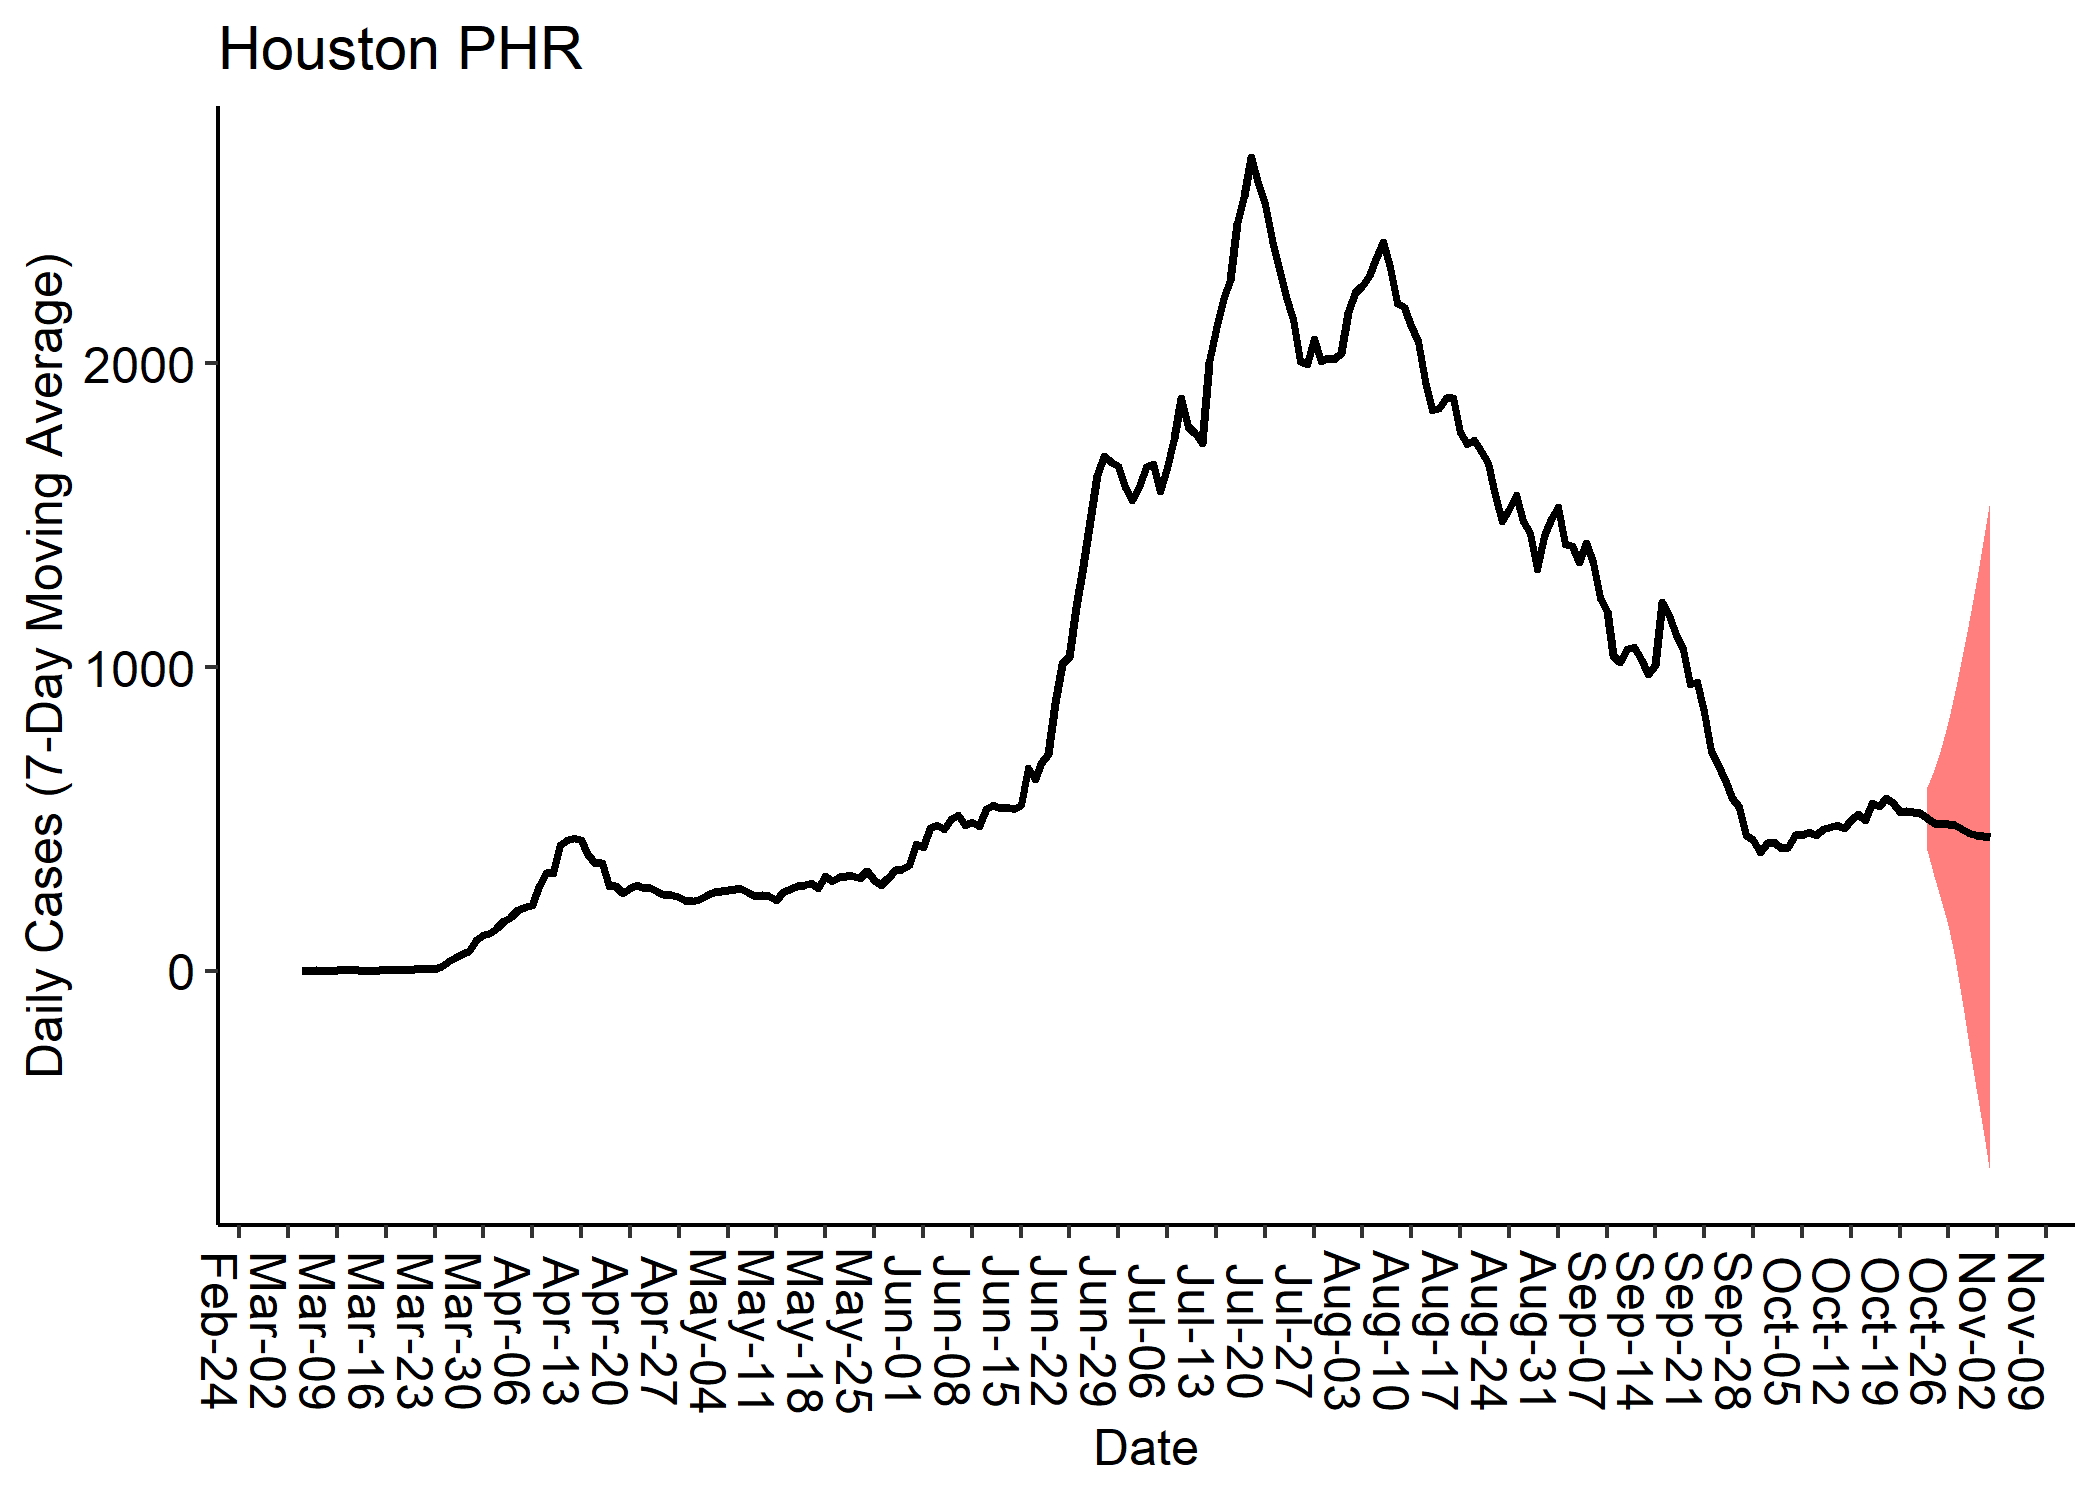 Houston PHR
Daily Cases (7-Day Moving Average)
2000
1000
0
Feb-24
Mar-02
Mar-09
Mar-16
Mar-23
Mar-30
Apr-06
Apr-13
Apr-20
Apr-27
May-04
May-11
May-18
May-25
Jun-01
Jun-08
Jun-15
Jun-22
Jun-29
Jul-06
Jul-13
Jul-20
Jul-27
Aug-03
Aug-10
Aug-17
Aug-24
Aug-31
Sep-07
Sep-14
Sep-21
Sep-28
Oct-05
Oct-12
Oct-19
Oct-26
Nov-02
Nov-09
Date